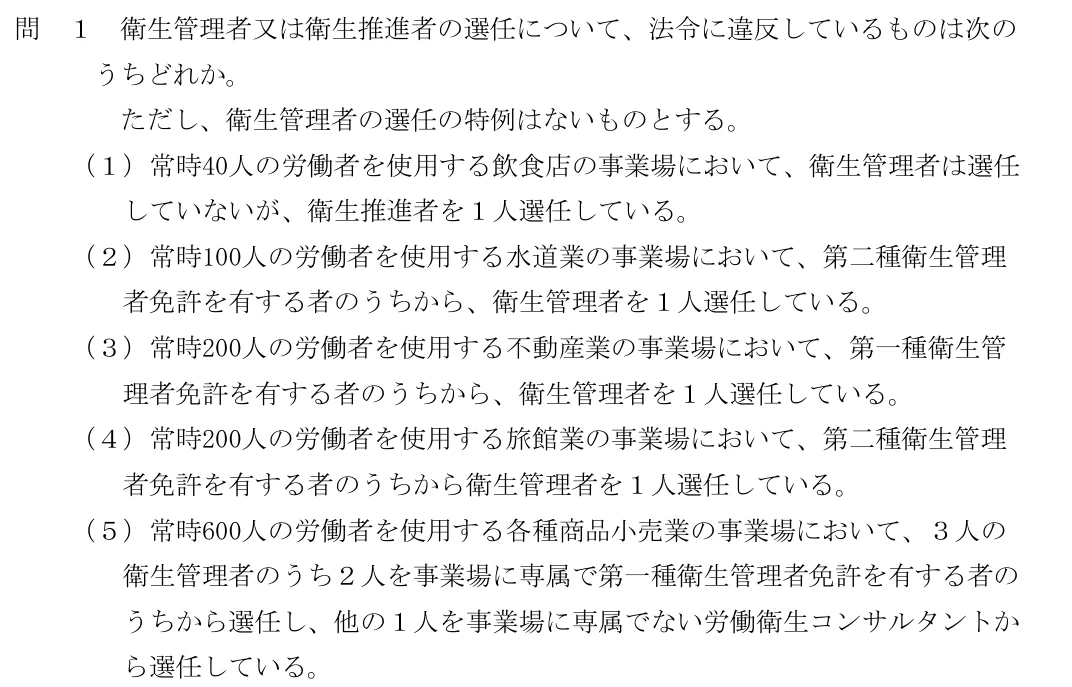 問　１　衛生管理者又は衛生推進者の選任について、法令に違反しているものは次の
うちどれか。
ただし、衛生管理者の選任の特例はないものとする。
（１）常時40人の労働者を使用する飲食店の事業場において、衛生管理者は選任
していないが、衛生推進者を１人選任している。
（２）常時100人の労働者を使用する水道業の事業場において、第二種衛生管理
者免許を有する者のうちから、衛生管理者を１人選任している。
（３）常時200人の労働者を使用する不動産業の事業場において、第一種衛生管
理者免許を有する者のうちから、衛生管理者を１人選任している。
（４）常時200人の労働者を使用する旅館業の事業場において、第二種衛生管理
者免許を有する者のうちから衛生管理者を１人選任している。
（５）常時600人の労働者を使用する各種商品小売業の事業場において、３人の
衛生管理者のうち２人を事業場に専属で第一種衛生管理者免許を有する者の
うちから選任し、他の１人を事業場に専属でない労働衛生コンサルタントか
ら選任している。